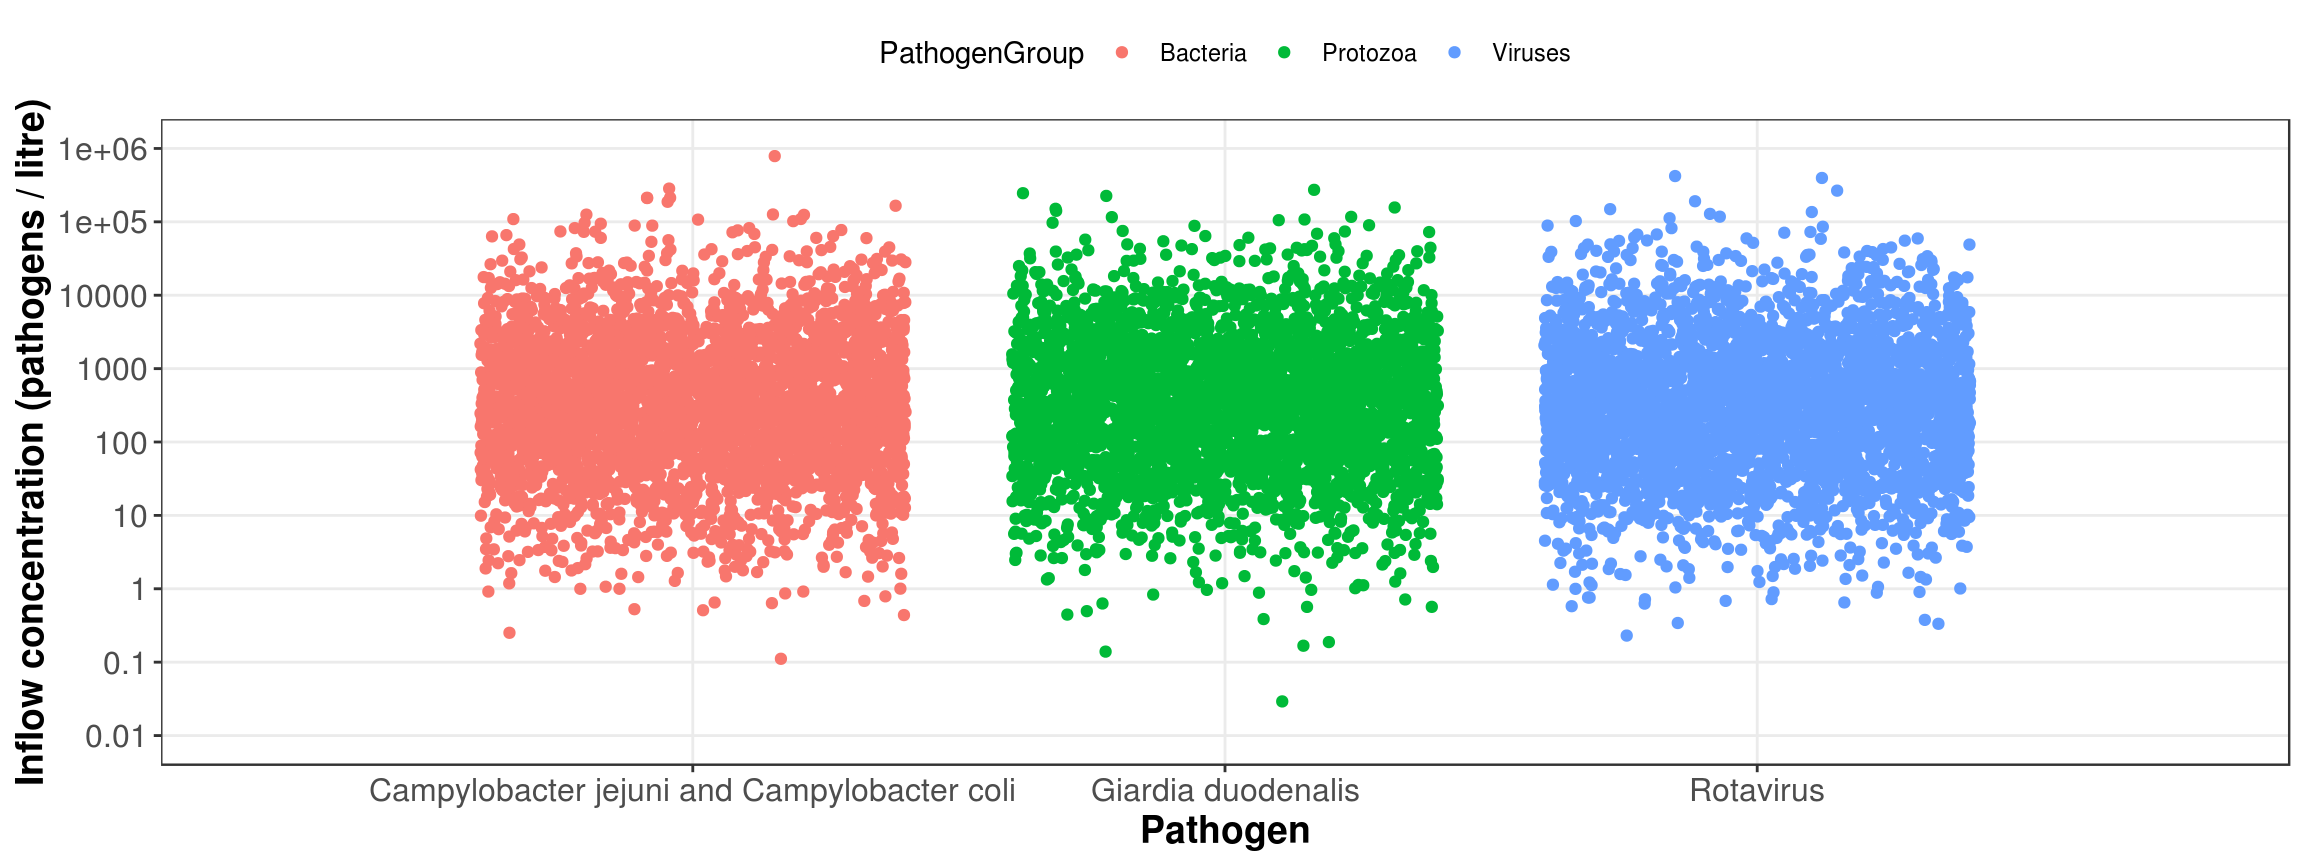 PathogenGroup Bacteria Protozoa Viruses
Inflow concentration (pathogens / litre)
1e+06
1e+05
10000
1000
100
10
1
0.1
0.01
Campylobacter jejuni and Campylobacter coli Giardia duodenalis Rotavirus
Pathogen